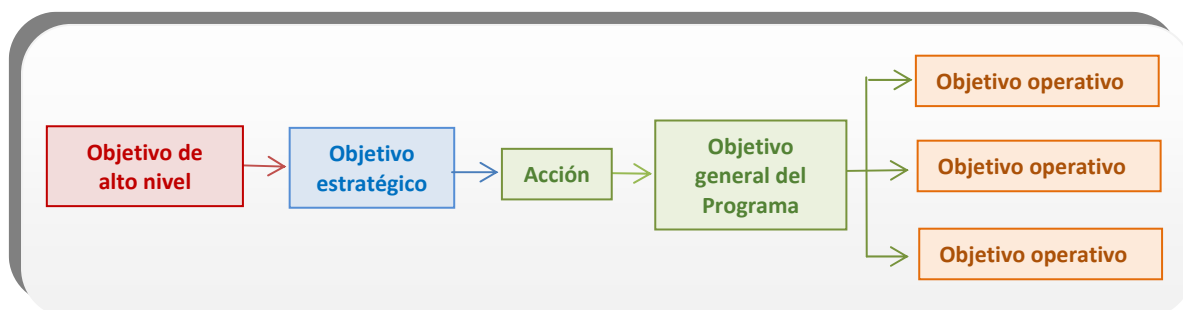 Objetivo de
alto nivel
Objetivo
estratégico
Acción
Objetivo
general del
Programa
Objetivo operativo
Objetivo operativo
Objetivo operativo